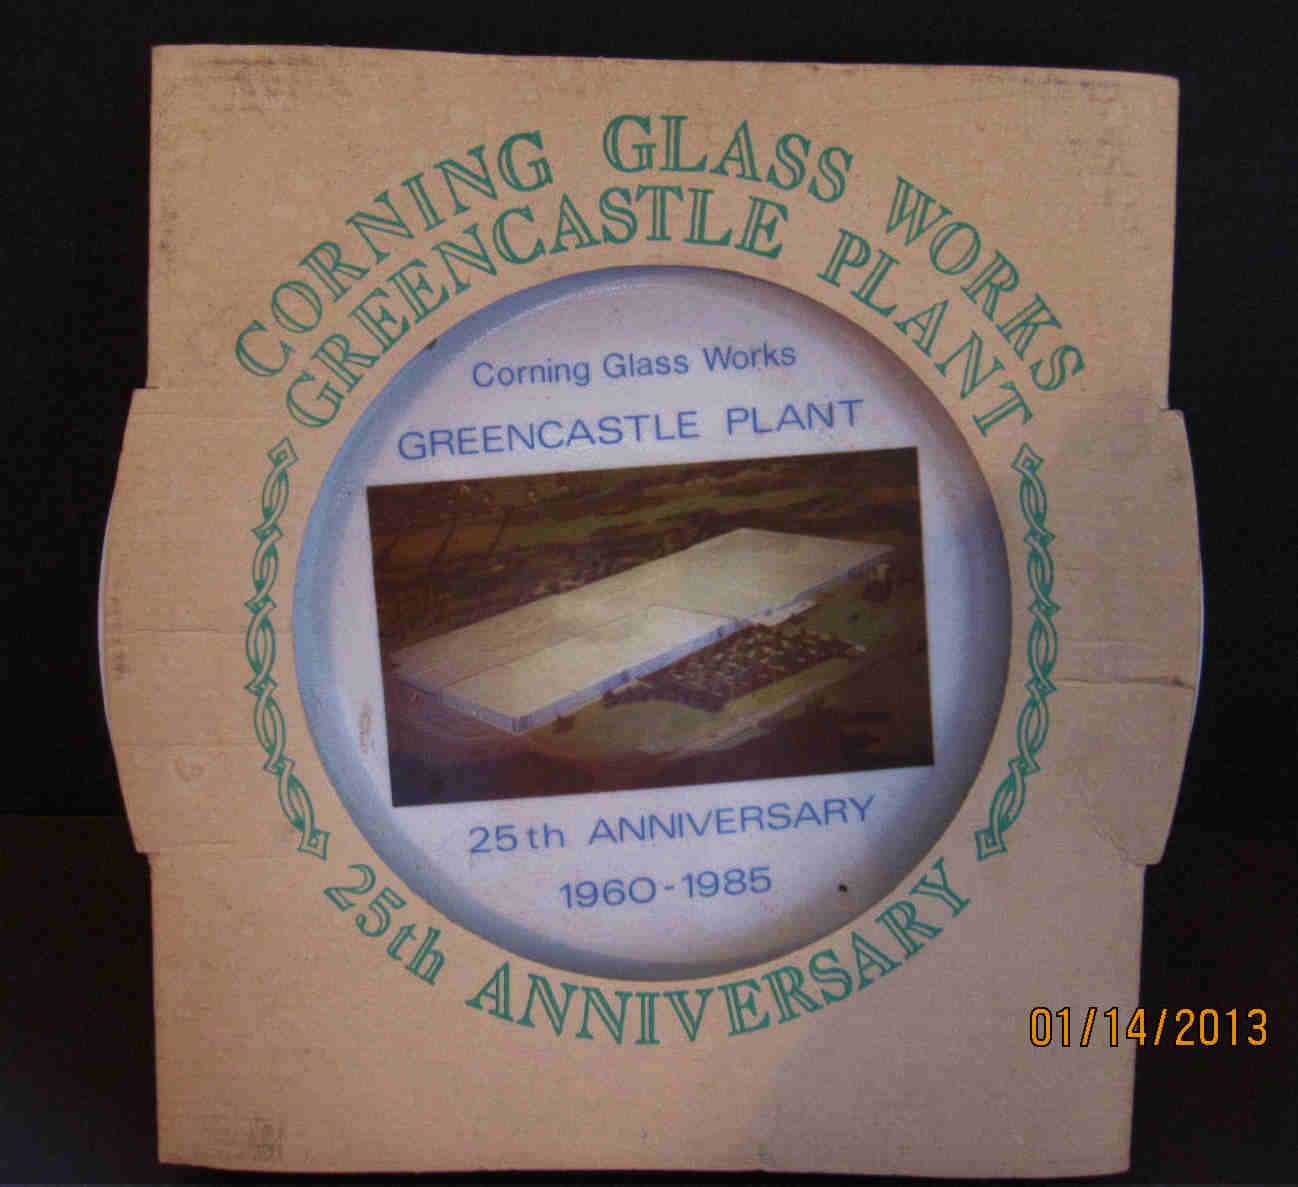 CORNING GLASS WORKS
GREENCASTLE PLANT
Corning Glass Works
GREENCASTLE PLANT
25th ANNIVERSARY
1960-1985
25th ANNIVERSARY
01/14/2013